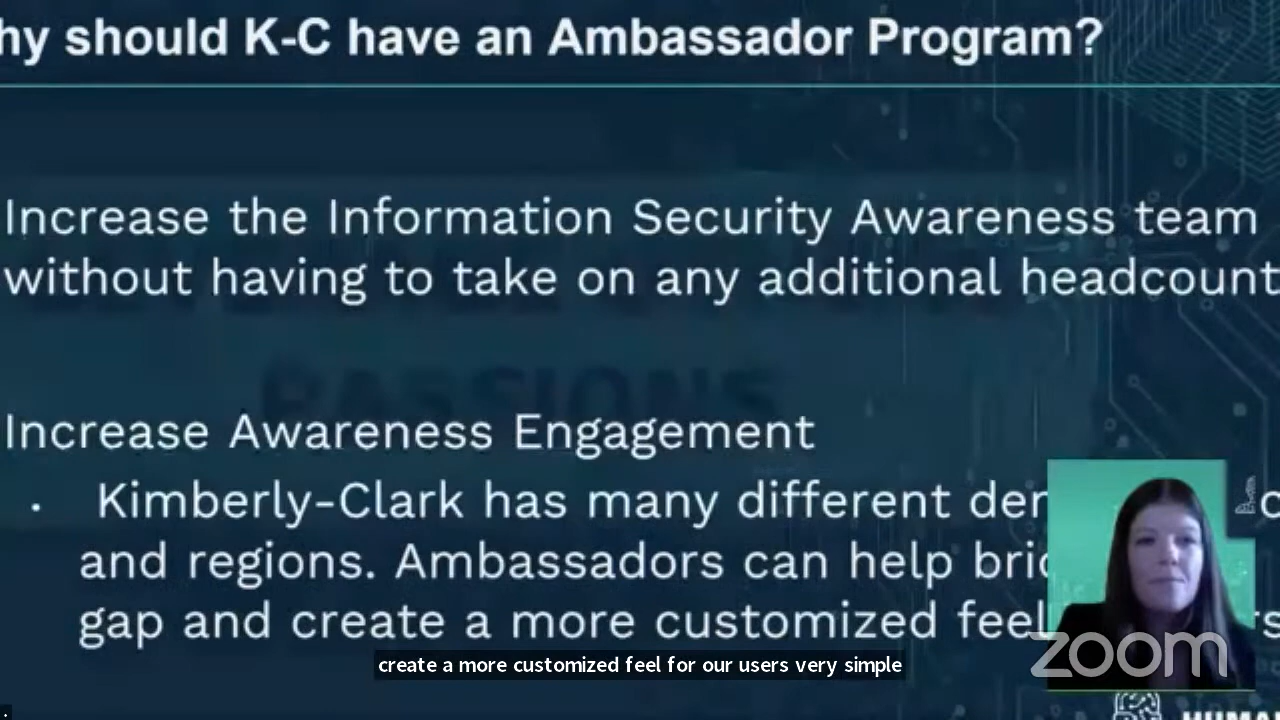 hy should K-C have an Ambassador Program?
Increase the Information Security Awareness team
without having to take on any additional headcount
PASSIONS
Increase Awareness Engagement
· Kimberly-Clark has many different
and regions. Ambassadors can help
gap and create a more customized feel
create a more customized feel for our users very simple
zoom